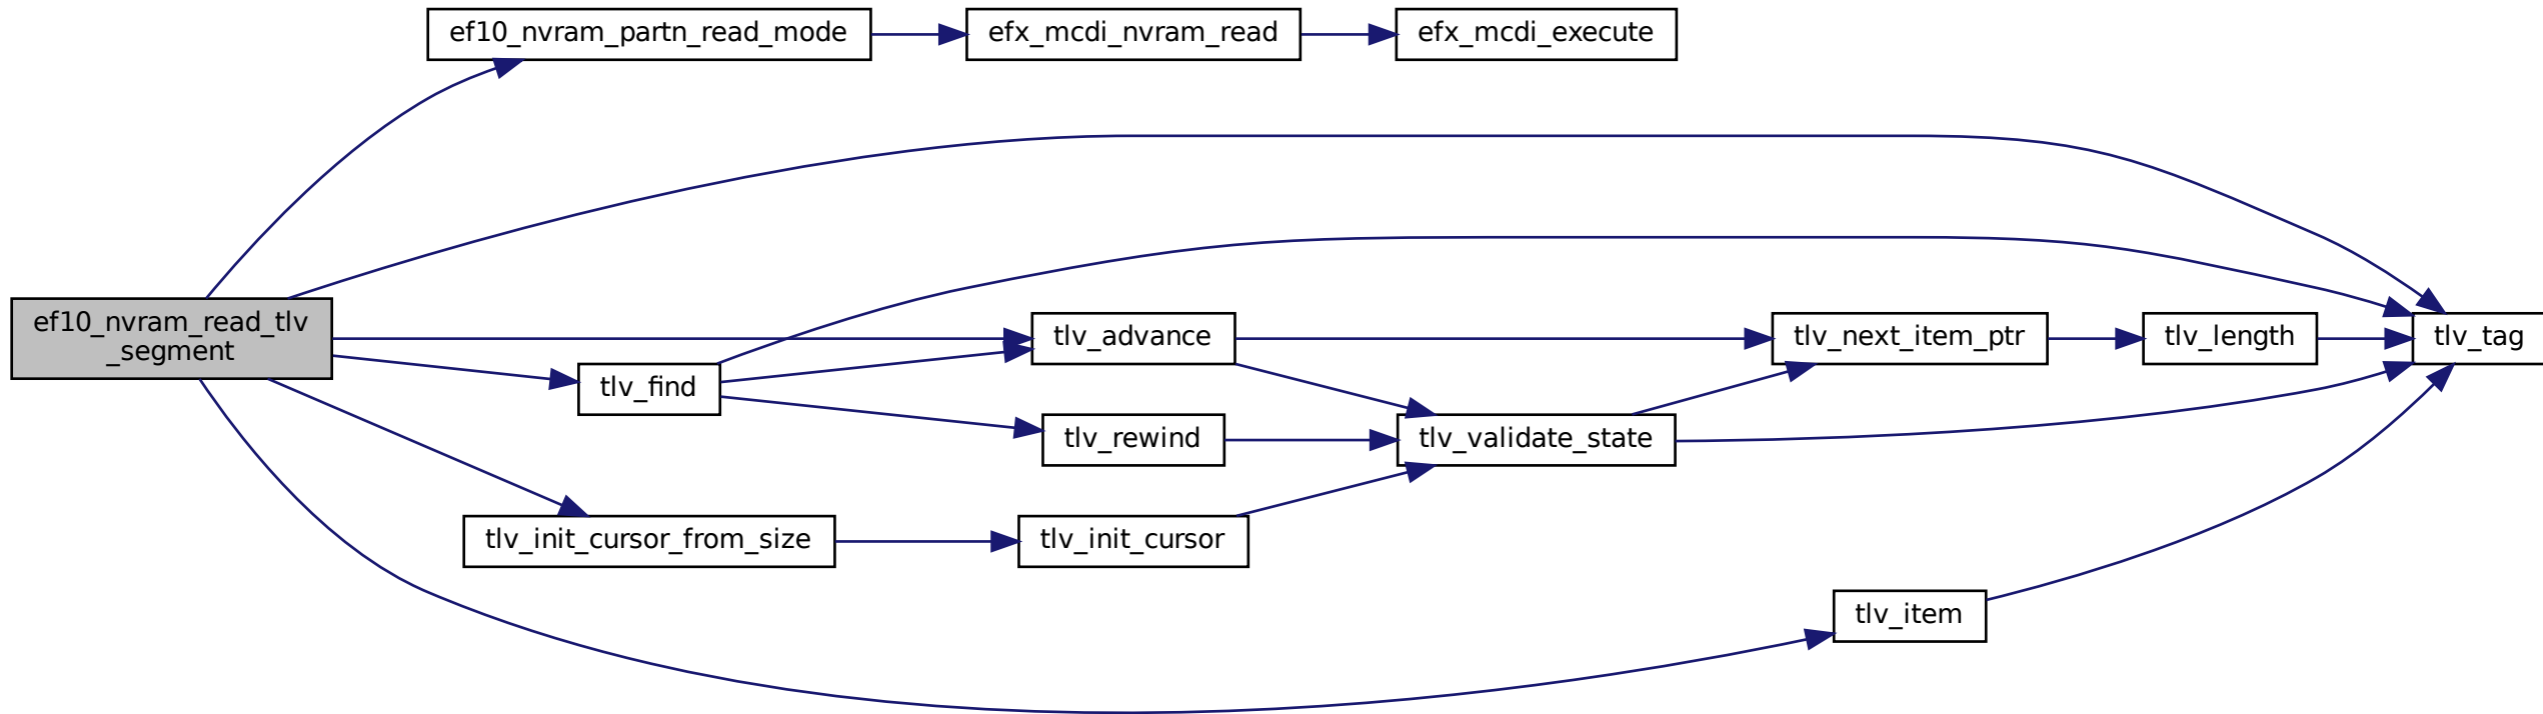 ef10_nvram_partn_read_mode
efx_mcdi_nvram_read
efx_mcdi_execute
ef10_nvram_read_tlv
_segment
tlv_advance
tlv_next_item_ptr
tlv_length
tlv_tag
tlv_find
tlv_rewind
tlv_validate_state
tlv_init_cursor_from_size
tlv_init_cursor
tlv_item